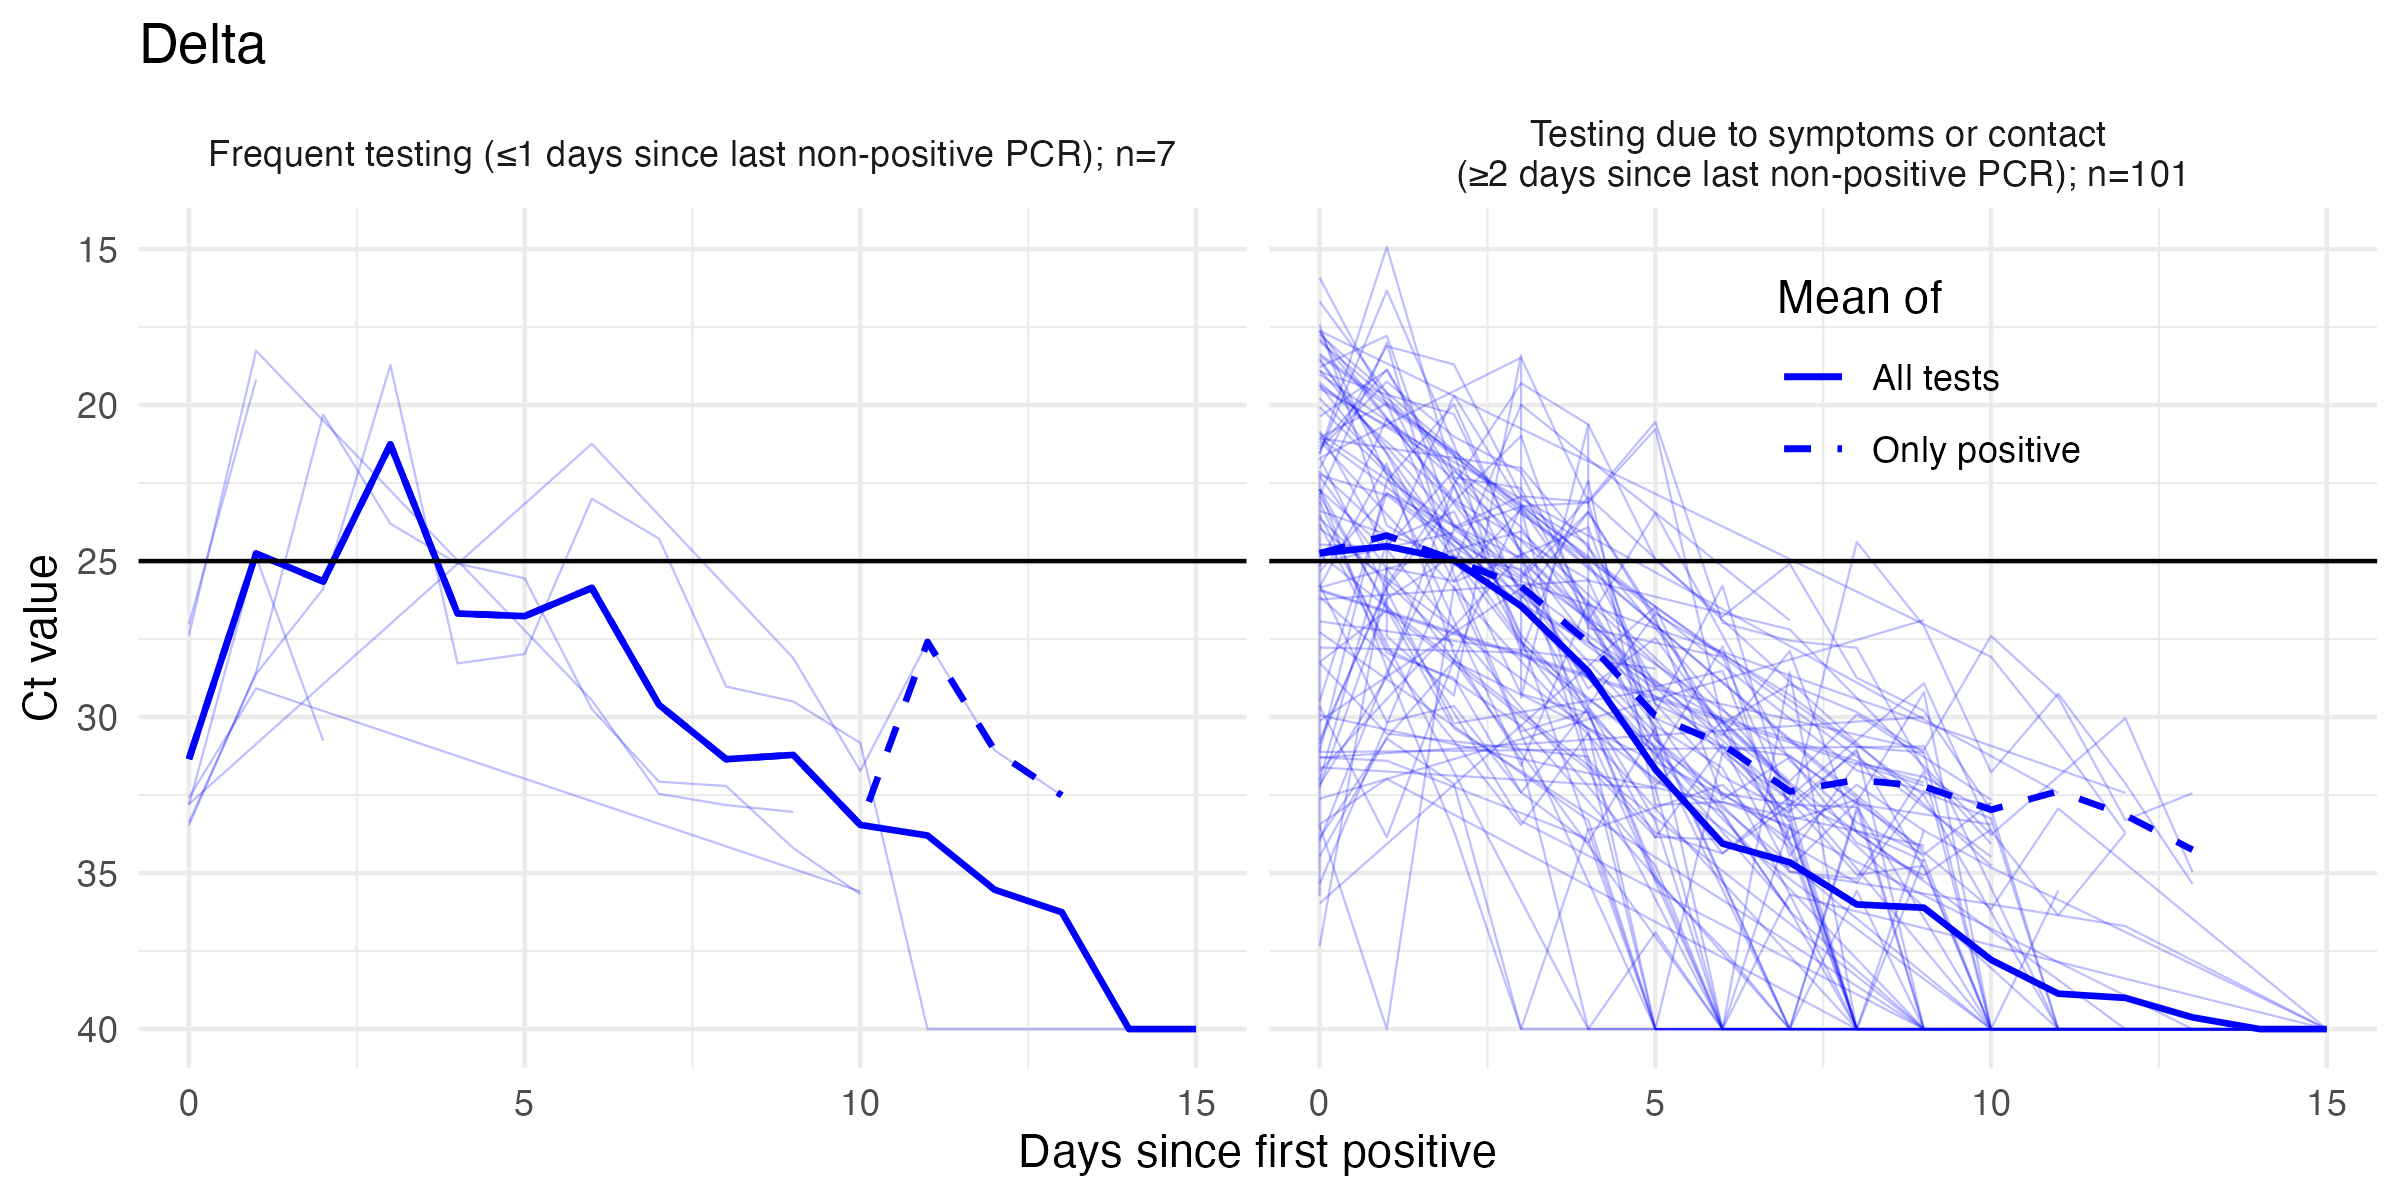 Delta
Frequent testing (≤1 days since last non-positive PCR); n=7
Testing due to symptoms or contact
(≥2 days since last non-positive PCR); n=101
Ct value
15
20
25
30
35
40
Mean of
All tests
Only positive
0 5 10 15 0 5 10 15
Days since first positive